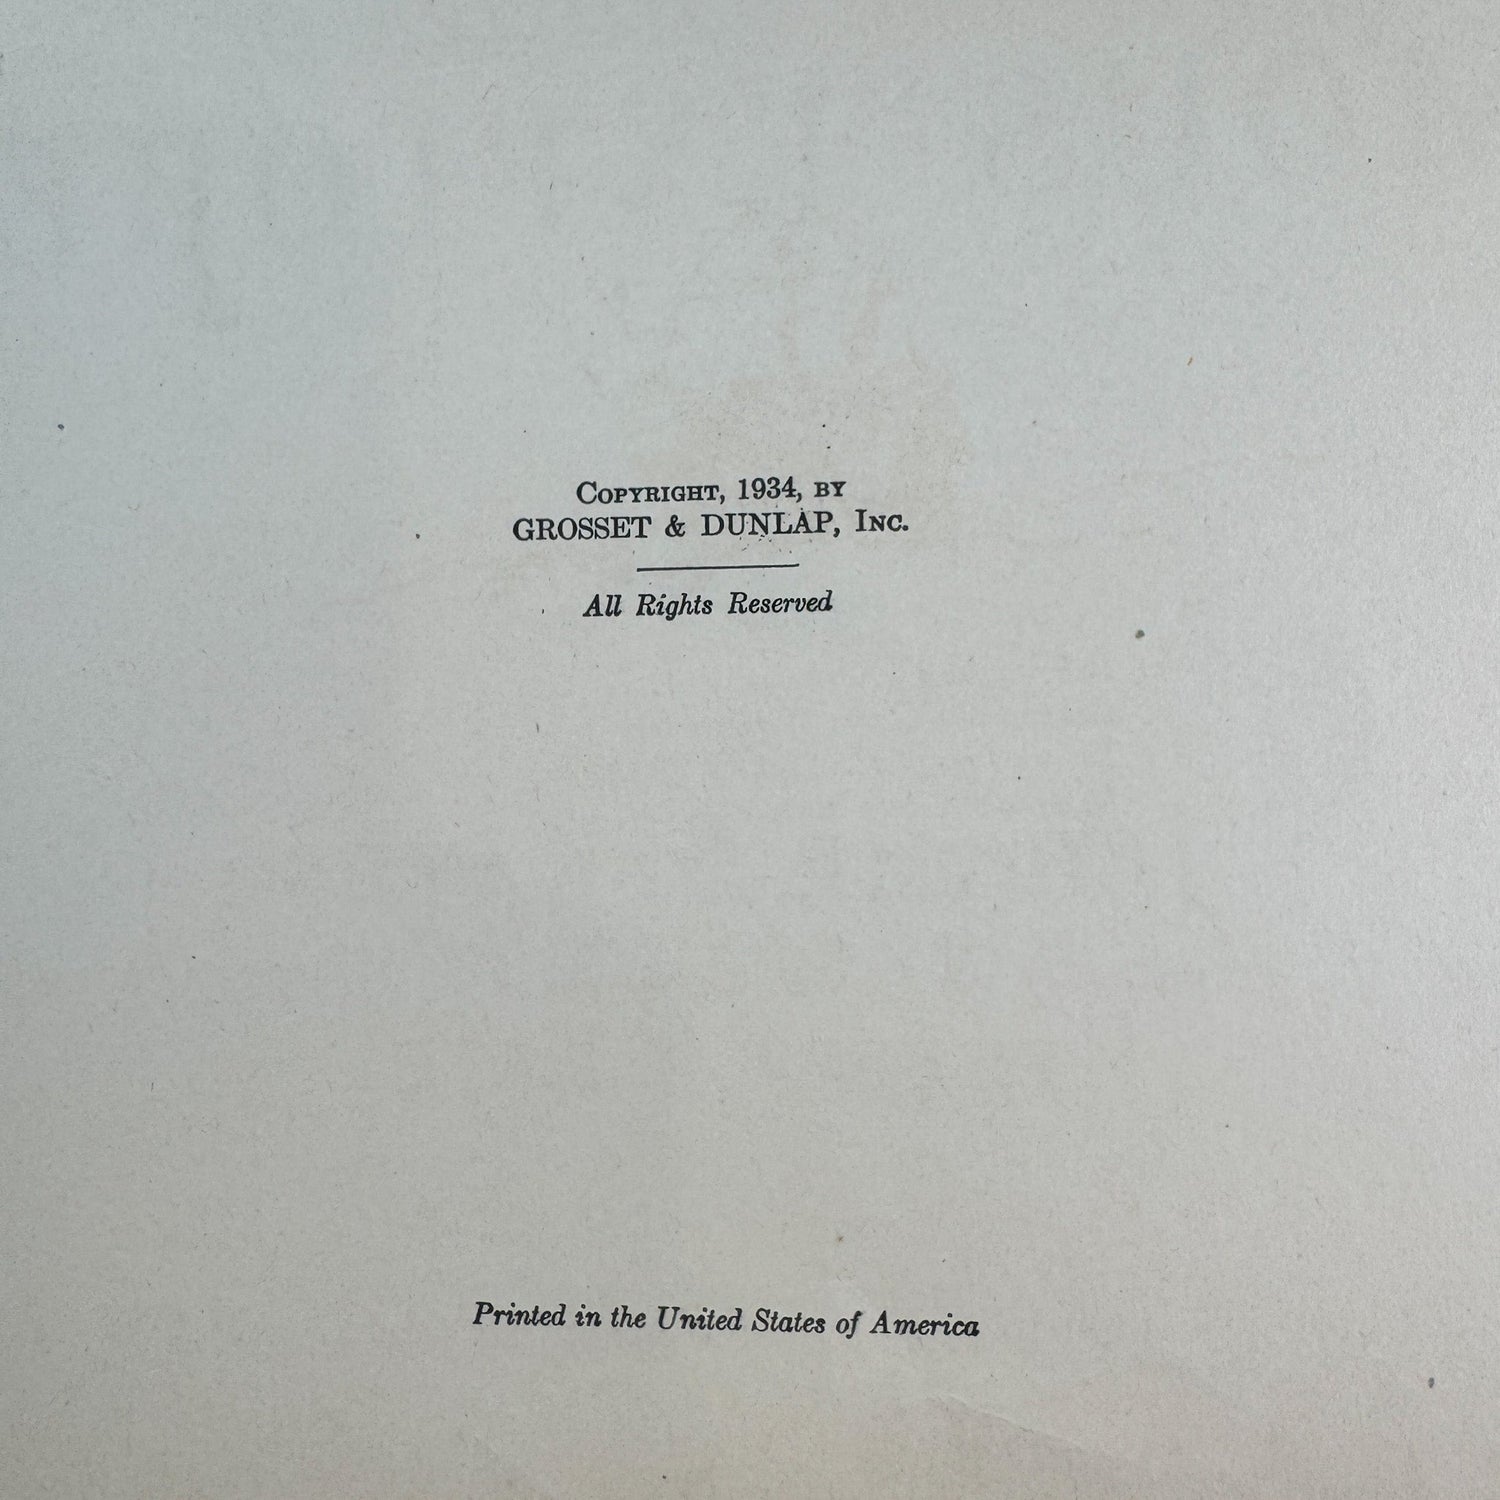 Copyright, 1934, by
GROSSET & DUNLAP, Inc.
All Rights Reserved
Printed in the United States of America